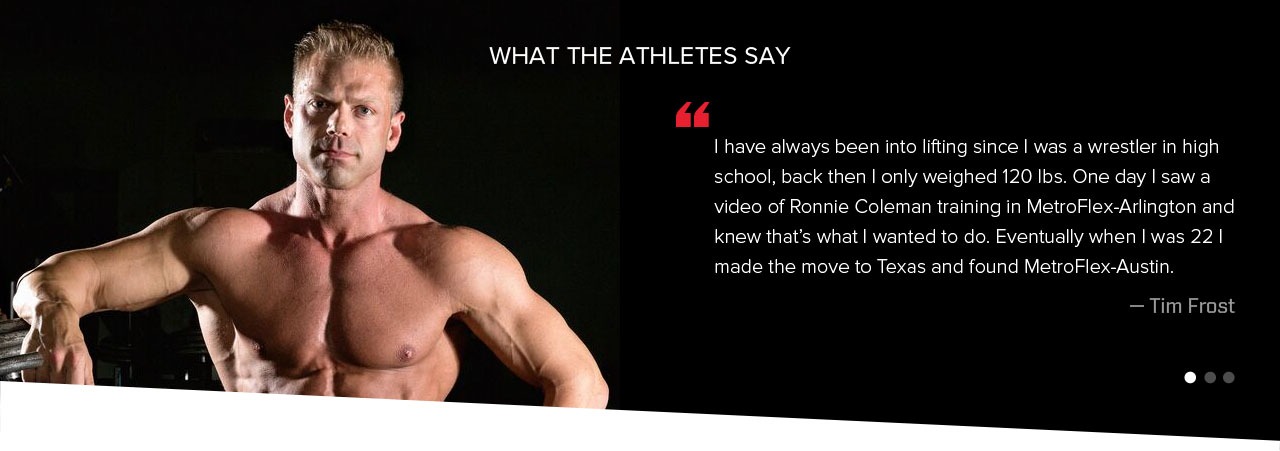 WHAT THE ATHLETES SAY
“
I have always been into lifting since I was a wrestler in high
school, back then I only weighed 120 lbs. One day I saw a
video of Ronnie Coleman training in MetroFlex-Arlington and
knew that’s what I wanted to do. Eventually when I was 22 I
made the move to Texas and found MetroFlex-Austin.
— Tim Frost